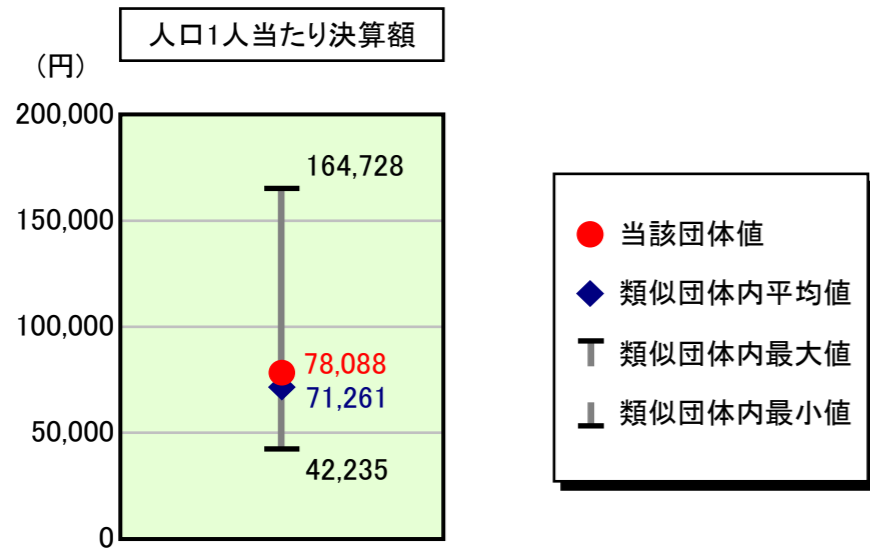 人口1人当たり決算額
(円)
200,000
164,728
150,000
100,000
78,088
71,261
50,000
42,235
0
当該団体値
類似団体内平均値
類似団体内最大値
類似団体内最小値